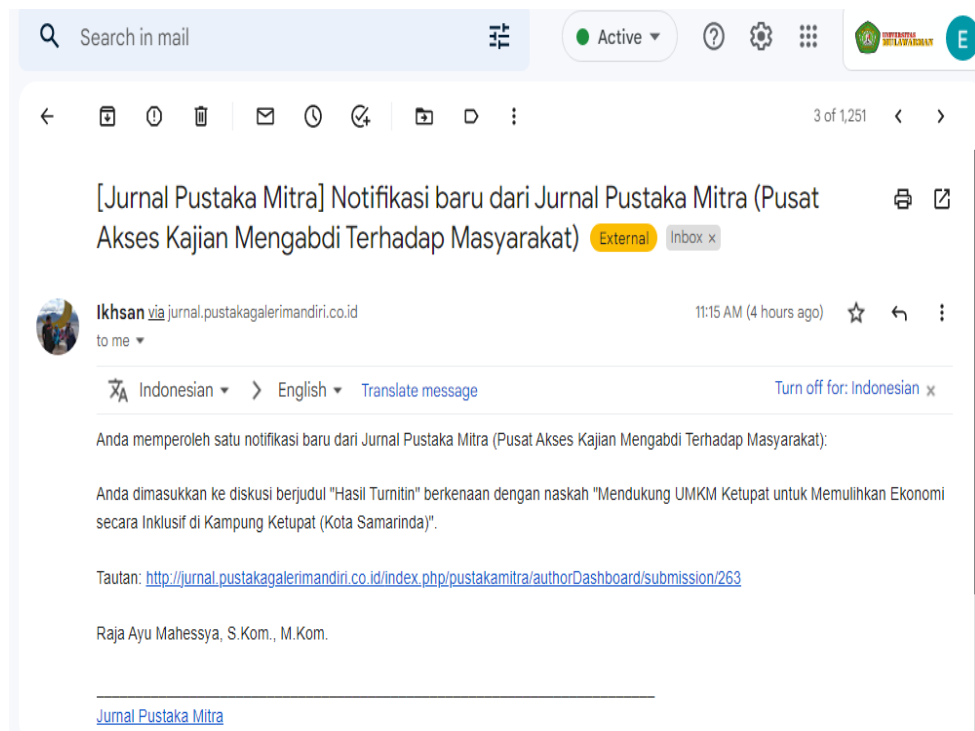 Search in mail
Active
UNIVERSITAS
MULAWARMAN
E
3 of 1,251
[Jurnal Pustaka Mitra] Notifikasi baru dari Jurnal Pustaka Mitra (Pusat
Akses Kajian Mengabdi Terhadap Masyarakat) External Inbox x
Ikhsan via jurnal.pustakagalerimandiri.co.id 11:15 AM (4 hours ago)
to me
Indonesian > English Translate message Turn off for: Indonesian x
Anda memperoleh satu notifikasi baru dari Jurnal Pustaka Mitra (Pusat Akses Kajian Mengabdi Terhadap Masyarakat):
Anda dimasukkan ke diskusi berjudul "Hasil Turnitin" berkenaan dengan naskah "Mendukung UMKM Ketupat untuk Memulihkan Ekonomi
secara Inklusif di Kampung Ketupat (Kota Samarinda)".
Tautan: http://jurnal.pustakagalerimandiri.co.id/index.php/pustakamitra/authorDashboard/submission/263
Raja Ayu Mahessya, S.Kom., M.Kom.
Jurnal Pustaka Mitra